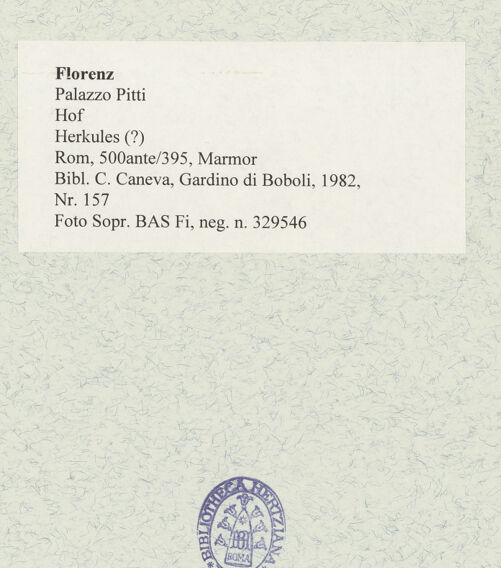 Florenz
Palazzo Pitti
Hof
Herkules (?)
Rom, 500ante/395, Marmor
Bibl. C. Caneva, Gardino di Boboli, 1982,
Nr. 157
Foto Sopr. BAS Fi, neg. n. 329546
BIBLIOTHECA HERTZIANA
ROMA